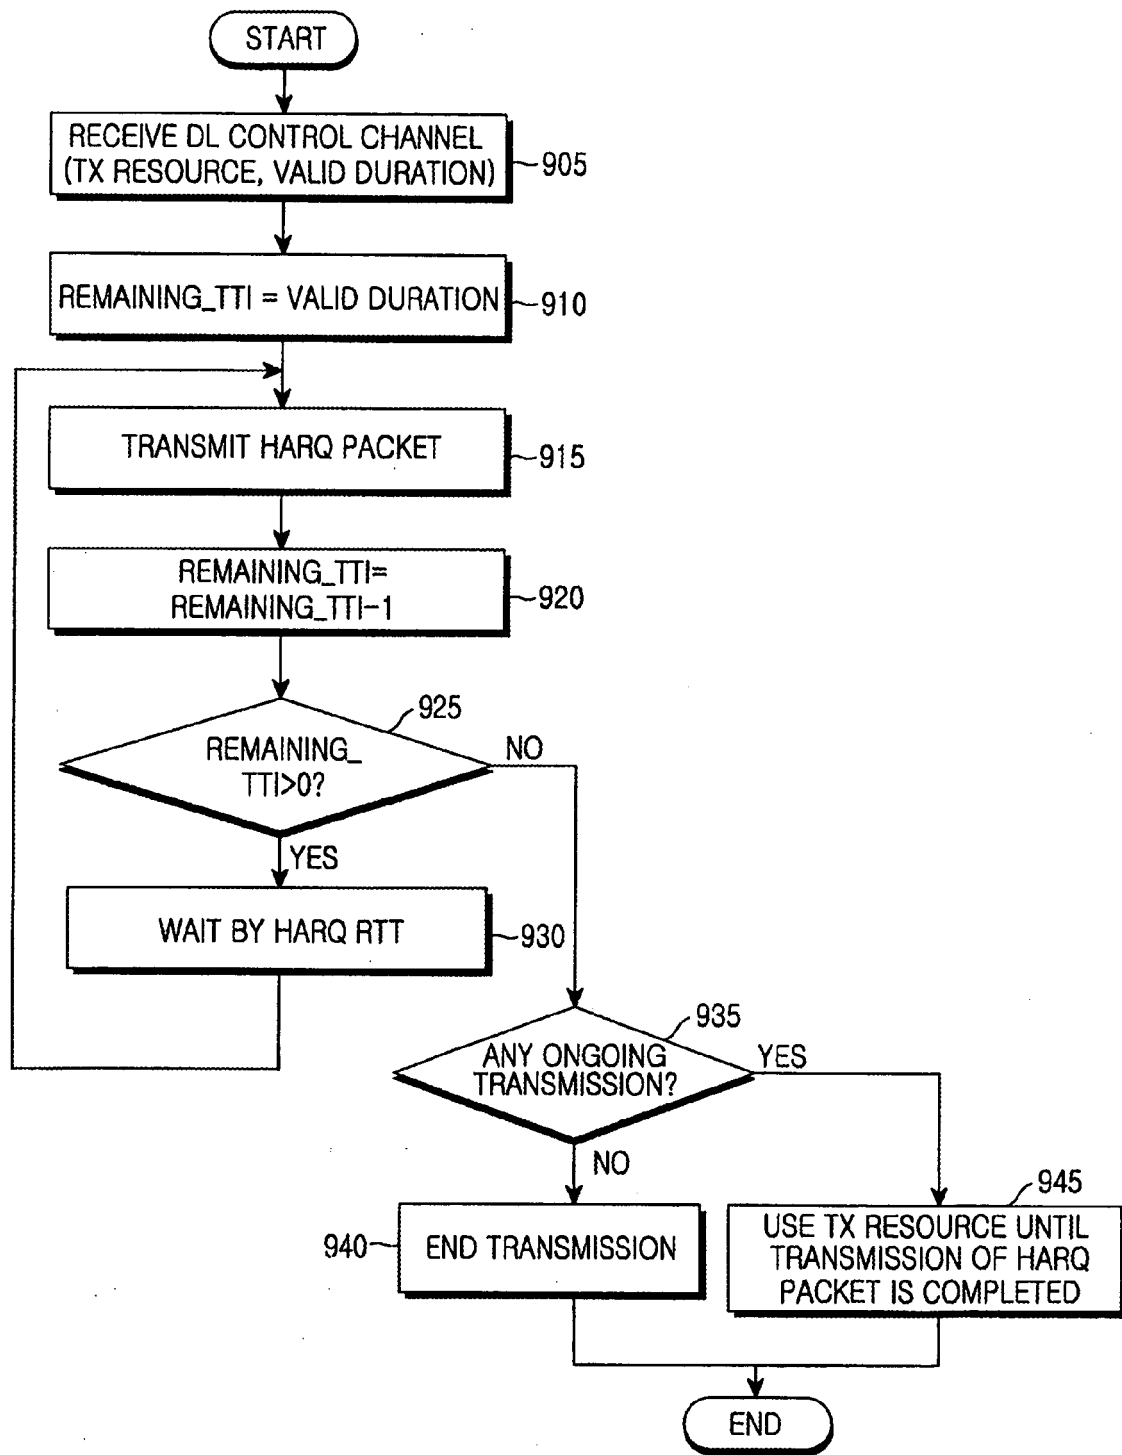 START
RECEIVE DL CONTROL CHANNEL
(TX RESOURCE, VALID DURATION)
905
REMAINING_TTI = VALID DURATION
910
TRANSMIT HARQ PACKET
915
REMAINING_TTI=
REMAINING_TTI-1
920
925
REMAINING_
TTI>0?
NO
YES
WAIT BY HARQ RTT
930
935
ANY ONGOING
TRANSMISSION?
YES
NO
945
940
END TRANSMISSION
USE TX RESOURCE UNTIL
TRANSMISSION OF HARQ
PACKET IS COMPLETED
END